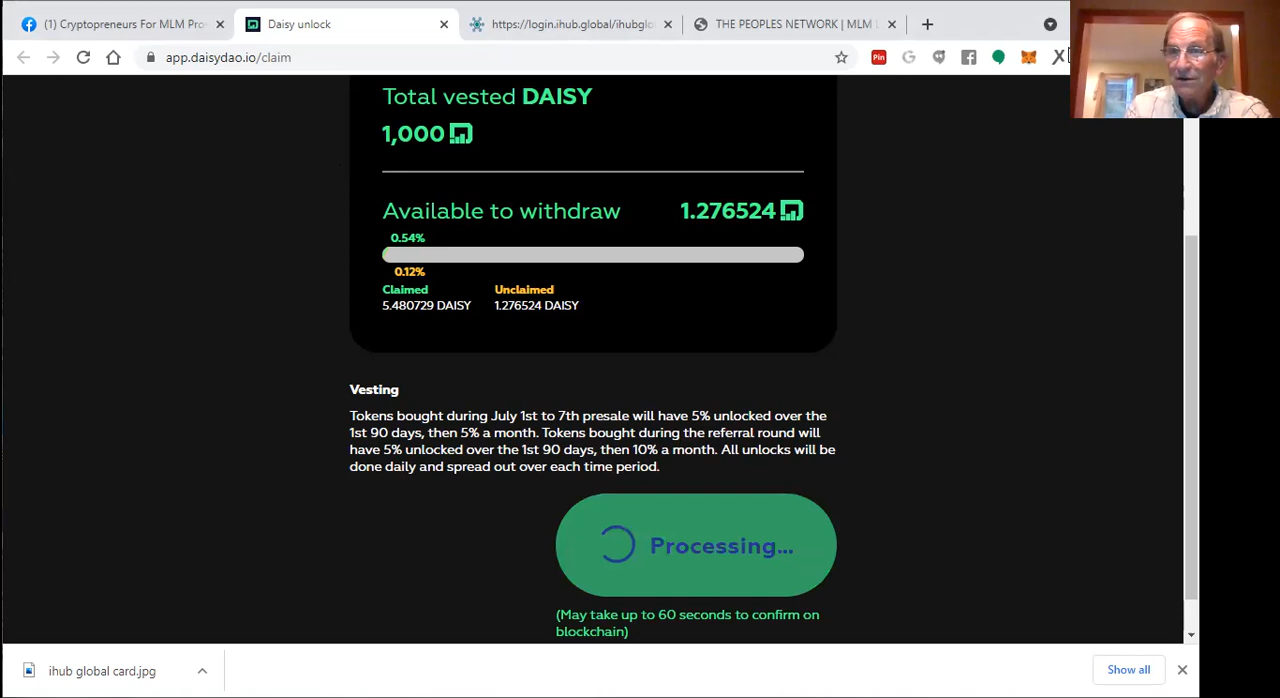 (1) Cryptopreneurs For MLM Pro
Daisy unlock
https://login.ihub.global/ihubglo
THE PEOPLES NETWORK | MLM
app.daisydao.io/claim
Pin
Total vested DAISY
1,000
Available to withdraw 1.276524
0.54%
0.12%
Claimed Unclaimed
5.480729 DAISY 1.276524 DAISY
Vesting
Tokens bought during July 1st to 7th presale will have 5% unlocked over the
1st 90 days, then 5% a month. Tokens bought during the referral round will
have 5% unlocked over the 1st 90 days, then 10% a month. All unlocks will be
done daily and spread out over each time period.
Processing...
(May take up to 60 seconds to confirm on
blockchain)
ihub global card.jpg
Show all